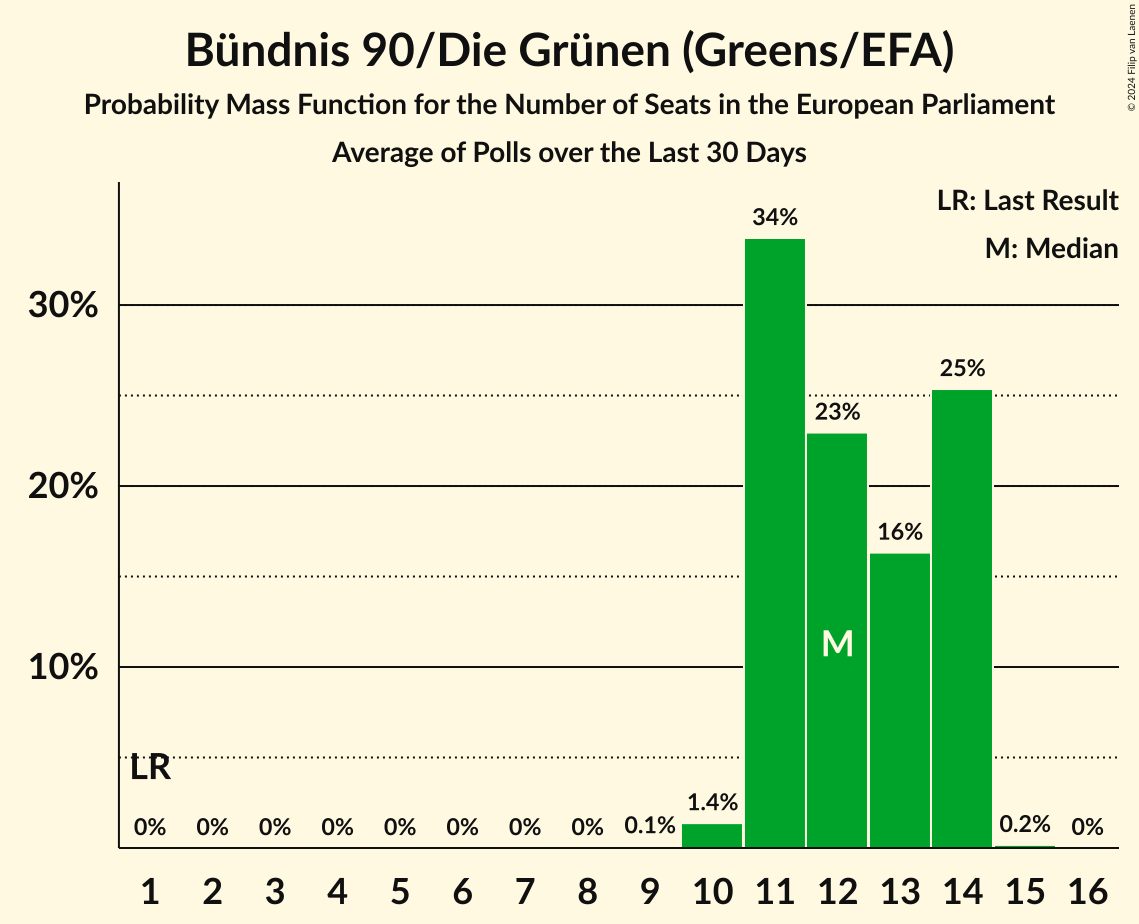 Bündnis 90/Die Grünen (Greens/EFA)
Probability Mass Function for the Number of Seats in the European Parliament
Average of Polls over the Last 30 Days
© 2024 Filip van Laenen
LR: Last Result
M: Median
34%
30%
25%
23%
20%
16%
M
10%
LR
0% 0% 0% 0% 0% 0% 0% 0% 0.1% 1.4% 0.2% 0%
1 2 3 4 5 6 7 8 9 10 11 12 13 14 15 16